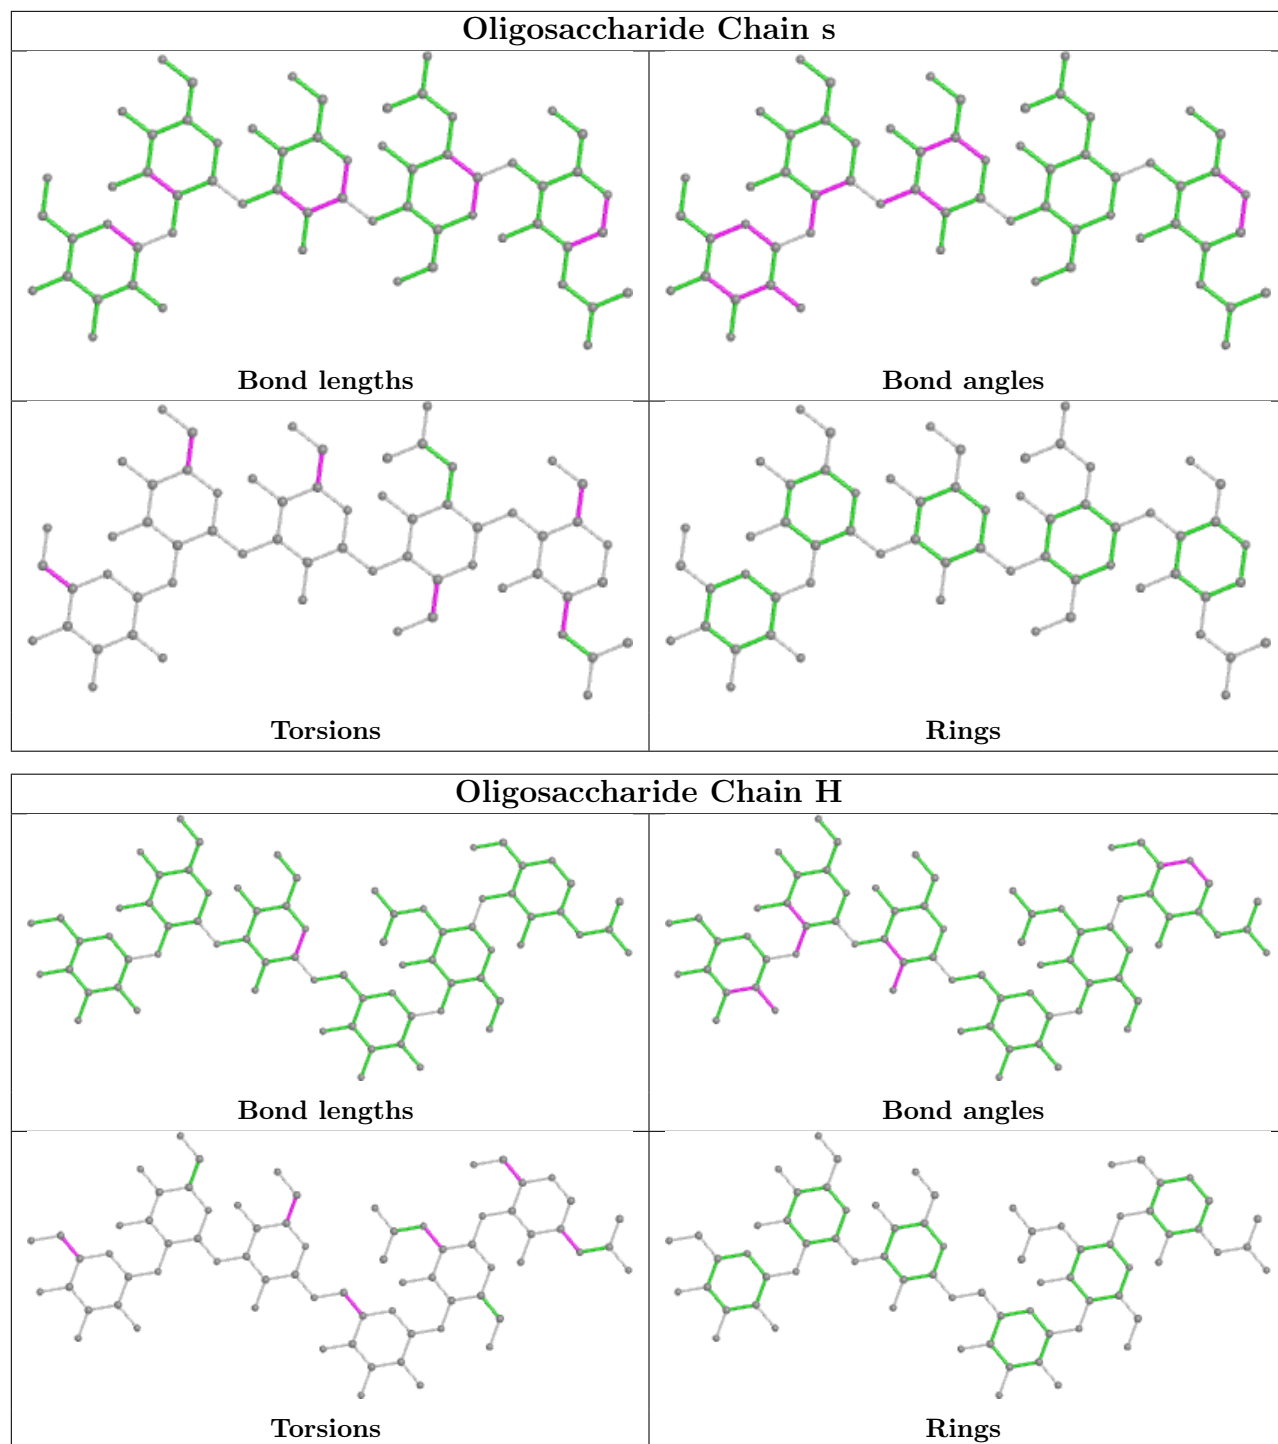 Oligosaccharide Chain s
Bond lengths
Bond angles
Torsions
Rings
Oligosaccharide Chain H
Bond lengths
Bond angles
Torsions
Rings